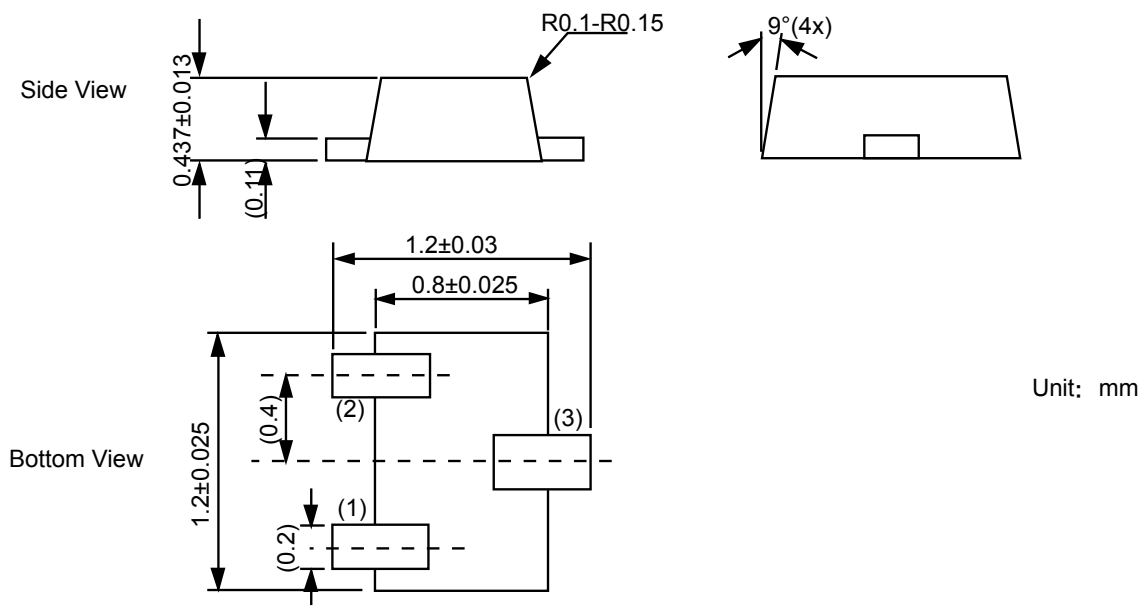 R0.1-R0.15
9°(4x)
Side View
0.437±0.013
(0.11)
1.2±0.03
0.8±0.025
Unit: mm
(2)
(3)
(0.4)
Bottom View
1.2±0.025
(1)
(0.2)